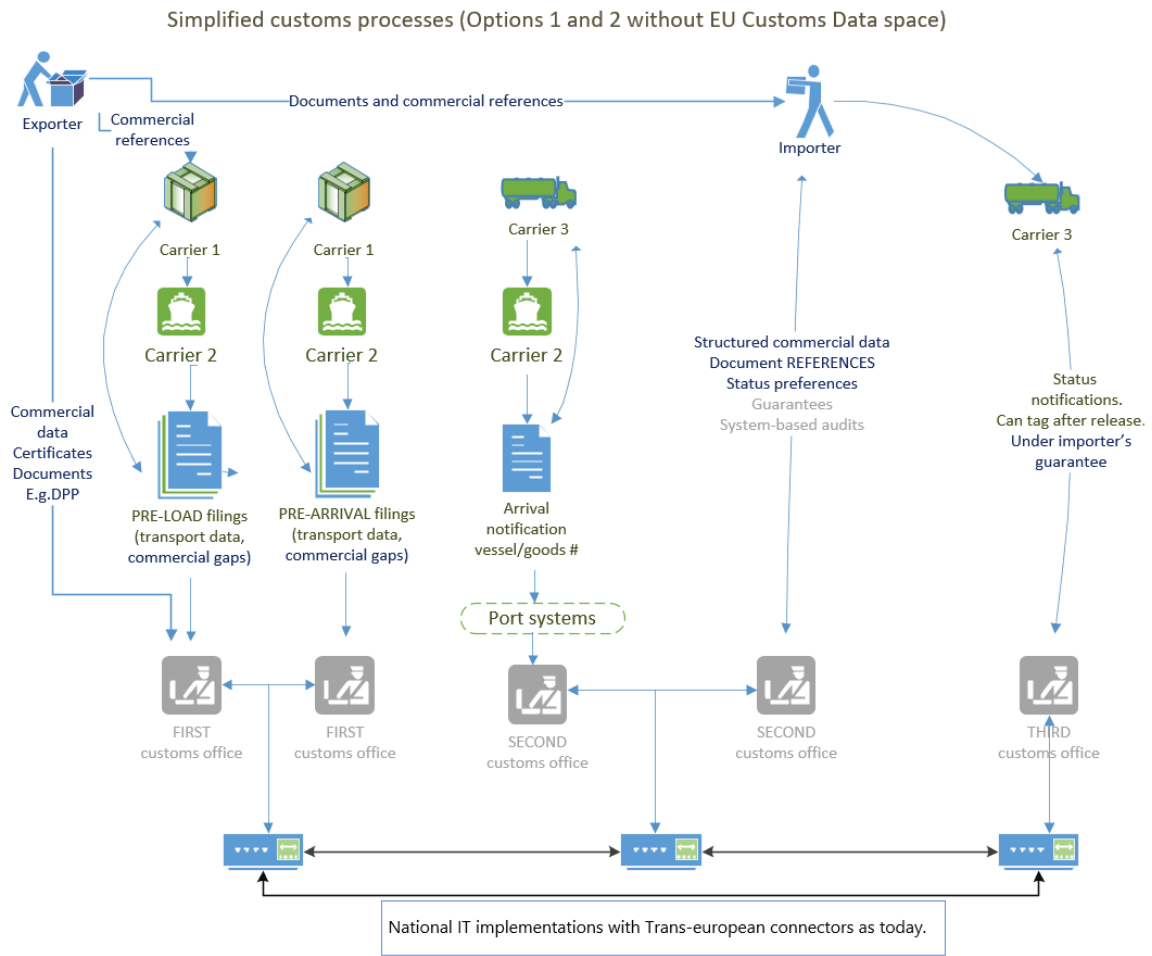 Simplified customs processes (Options 1 and 2 without EU Customs Data space)
Exporter
Documents and commercial references
Importer
Commercial
references
Carrier 1
Carrier 2
PRE-LOAD filings
(transport data,
commercial gaps)
Carrier 1
Carrier 2
PRE-ARRIVAL filings
(transport data,
commercial gaps)
Carrier 3
Carrier 2
Arrival
notification
vessel/goods #
Port systems
Structured commercial data
Document REFERENCES
Status preferences
Guarantees
System-based audits
Carrier 3
Status
notifications.
Can tag after release.
Under importer's
guarantee
Commercial
data
Certificates
Documents
E.g.DPP
FIRST
customs office
FIRST
customs office
SECOND
customs office
SECOND
customs office
THIRD
customs office
National IT implementations with Trans-european connectors as today.